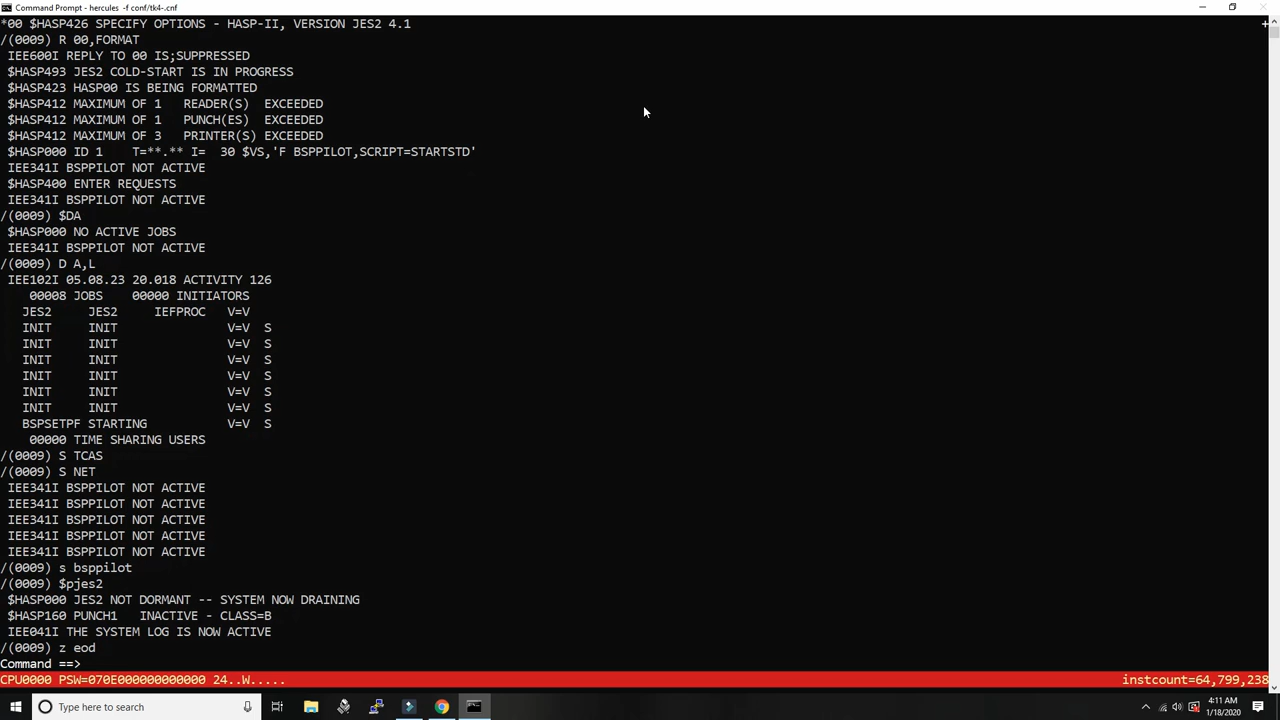 Command Prompt - hercules -f conf/tk4-.cnf
*00 $HASP426 SPECIFY OPTIONS - HASP-II, VERSION JES2 4.1
/(0009) R 00,FORMAT
IEE600I REPLY TO 00 IS;SUPPRESSED
$HASP493 JES2 COLD-START IS IN PROGRESS
$HASP423 HASP00 IS BEING FORMATTED
$HASP412 MAXIMUM OF 1 READER(S) EXCEEDED
$HASP412 MAXIMUM OF 1 PUNCH(ES) EXCEEDED
$HASP412 MAXIMUM OF 3 PRINTER(S) EXCEEDED
$HASP000 ID 1 T=**.** I= 30 $VS,'F BSPPILOT,SCRIPT=STARTSTD'
IEE341I BSPPILOT NOT ACTIVE
$HASP400 ENTER REQUESTS
IEE341I BSPPILOT NOT ACTIVE
/(0009) $DA
$HASP000 NO ACTIVE JOBS
IEE341I BSPPILOT NOT ACTIVE
/(0009) D A,L
IEE102I 05.08.23 20.018 ACTIVITY 126
00008 JOBS 00000 INITIATORS
JES2 JES2 IEFPROC V=V
INIT INIT V=V S
INIT INIT V=V S
INIT INIT V=V S
INIT INIT V=V S
INIT INIT V=V S
INIT INIT V=V S
BSPSETPF STARTING V=V S
00000 TIME SHARING USERS
/(0009) S TCAS
/(0009) S NET
IEE341I BSPPILOT NOT ACTIVE
IEE341I BSPPILOT NOT ACTIVE
IEE341I BSPPILOT NOT ACTIVE
IEE341I BSPPILOT NOT ACTIVE
IEE341I BSPPILOT NOT ACTIVE
/(0009) s bsppilot
/(0009) $pjes2
$HASP000 JES2 NOT DORMANT -- SYSTEM NOW DRAINING
$HASP160 PUNCH1 INACTIVE - CLASS=B
IEE041I THE SYSTEM LOG IS NOW ACTIVE
/(0009) z eod
Command ==>
CPU0000 PSW=070E000000000000 24..W..... instcount=64,799,238
Type here to search
4:11 AM
1/18/2020